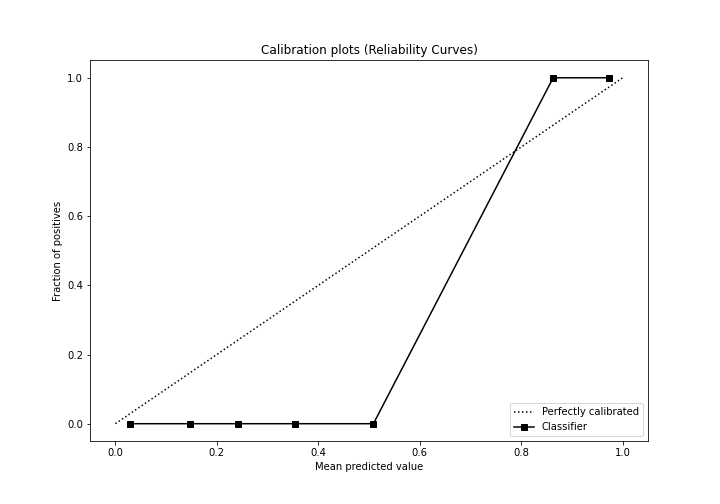 Calibration plots (Reliability Curves)
1.0
0.8
0.6
0.4
0.2
0.0
Fraction of positives
0.0 0.2 0.4 0.6 0.8 1.0
Mean predicted value
Perfectly calibrated
Classifier